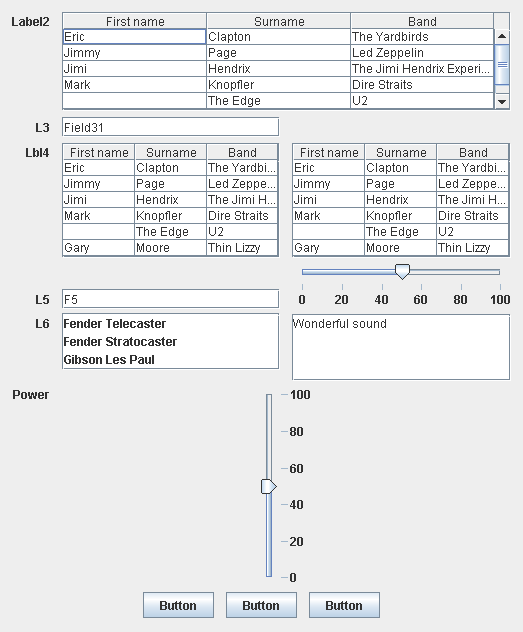 Label2 First name Surname Band
Eric Clapton The Yardbirds
Jimmy Page Led Zeppelin
Jimi Hendrix The Jimi Hendrix Experi...
Mark Knopfler Dire Straits
The Edge U2
L3 Field31
Lbl4 First name Surname Band First name Surname Band
Eric Clapton The Yardbi... Eric Clapton The Yardbi...
Jimmy Page Led Zeppe... Jimmy Page Led Zeppe...
Jimi Hendrix The Jimi H... Jimi Hendrix The Jimi H...
Mark Knopfler Dire Straits Mark Knopfler Dire Straits
The Edge U2 The Edge U2
Gary Moore Thin Lizzy Gary Moore Thin Lizzy
L5 F5 0 20 40 60 80 100
L6 Fender Telecaster Wonderful sound
Fender Stratocaster
Gibson Les Paul
Power 100
80
60
40
20
0
Button Button Button